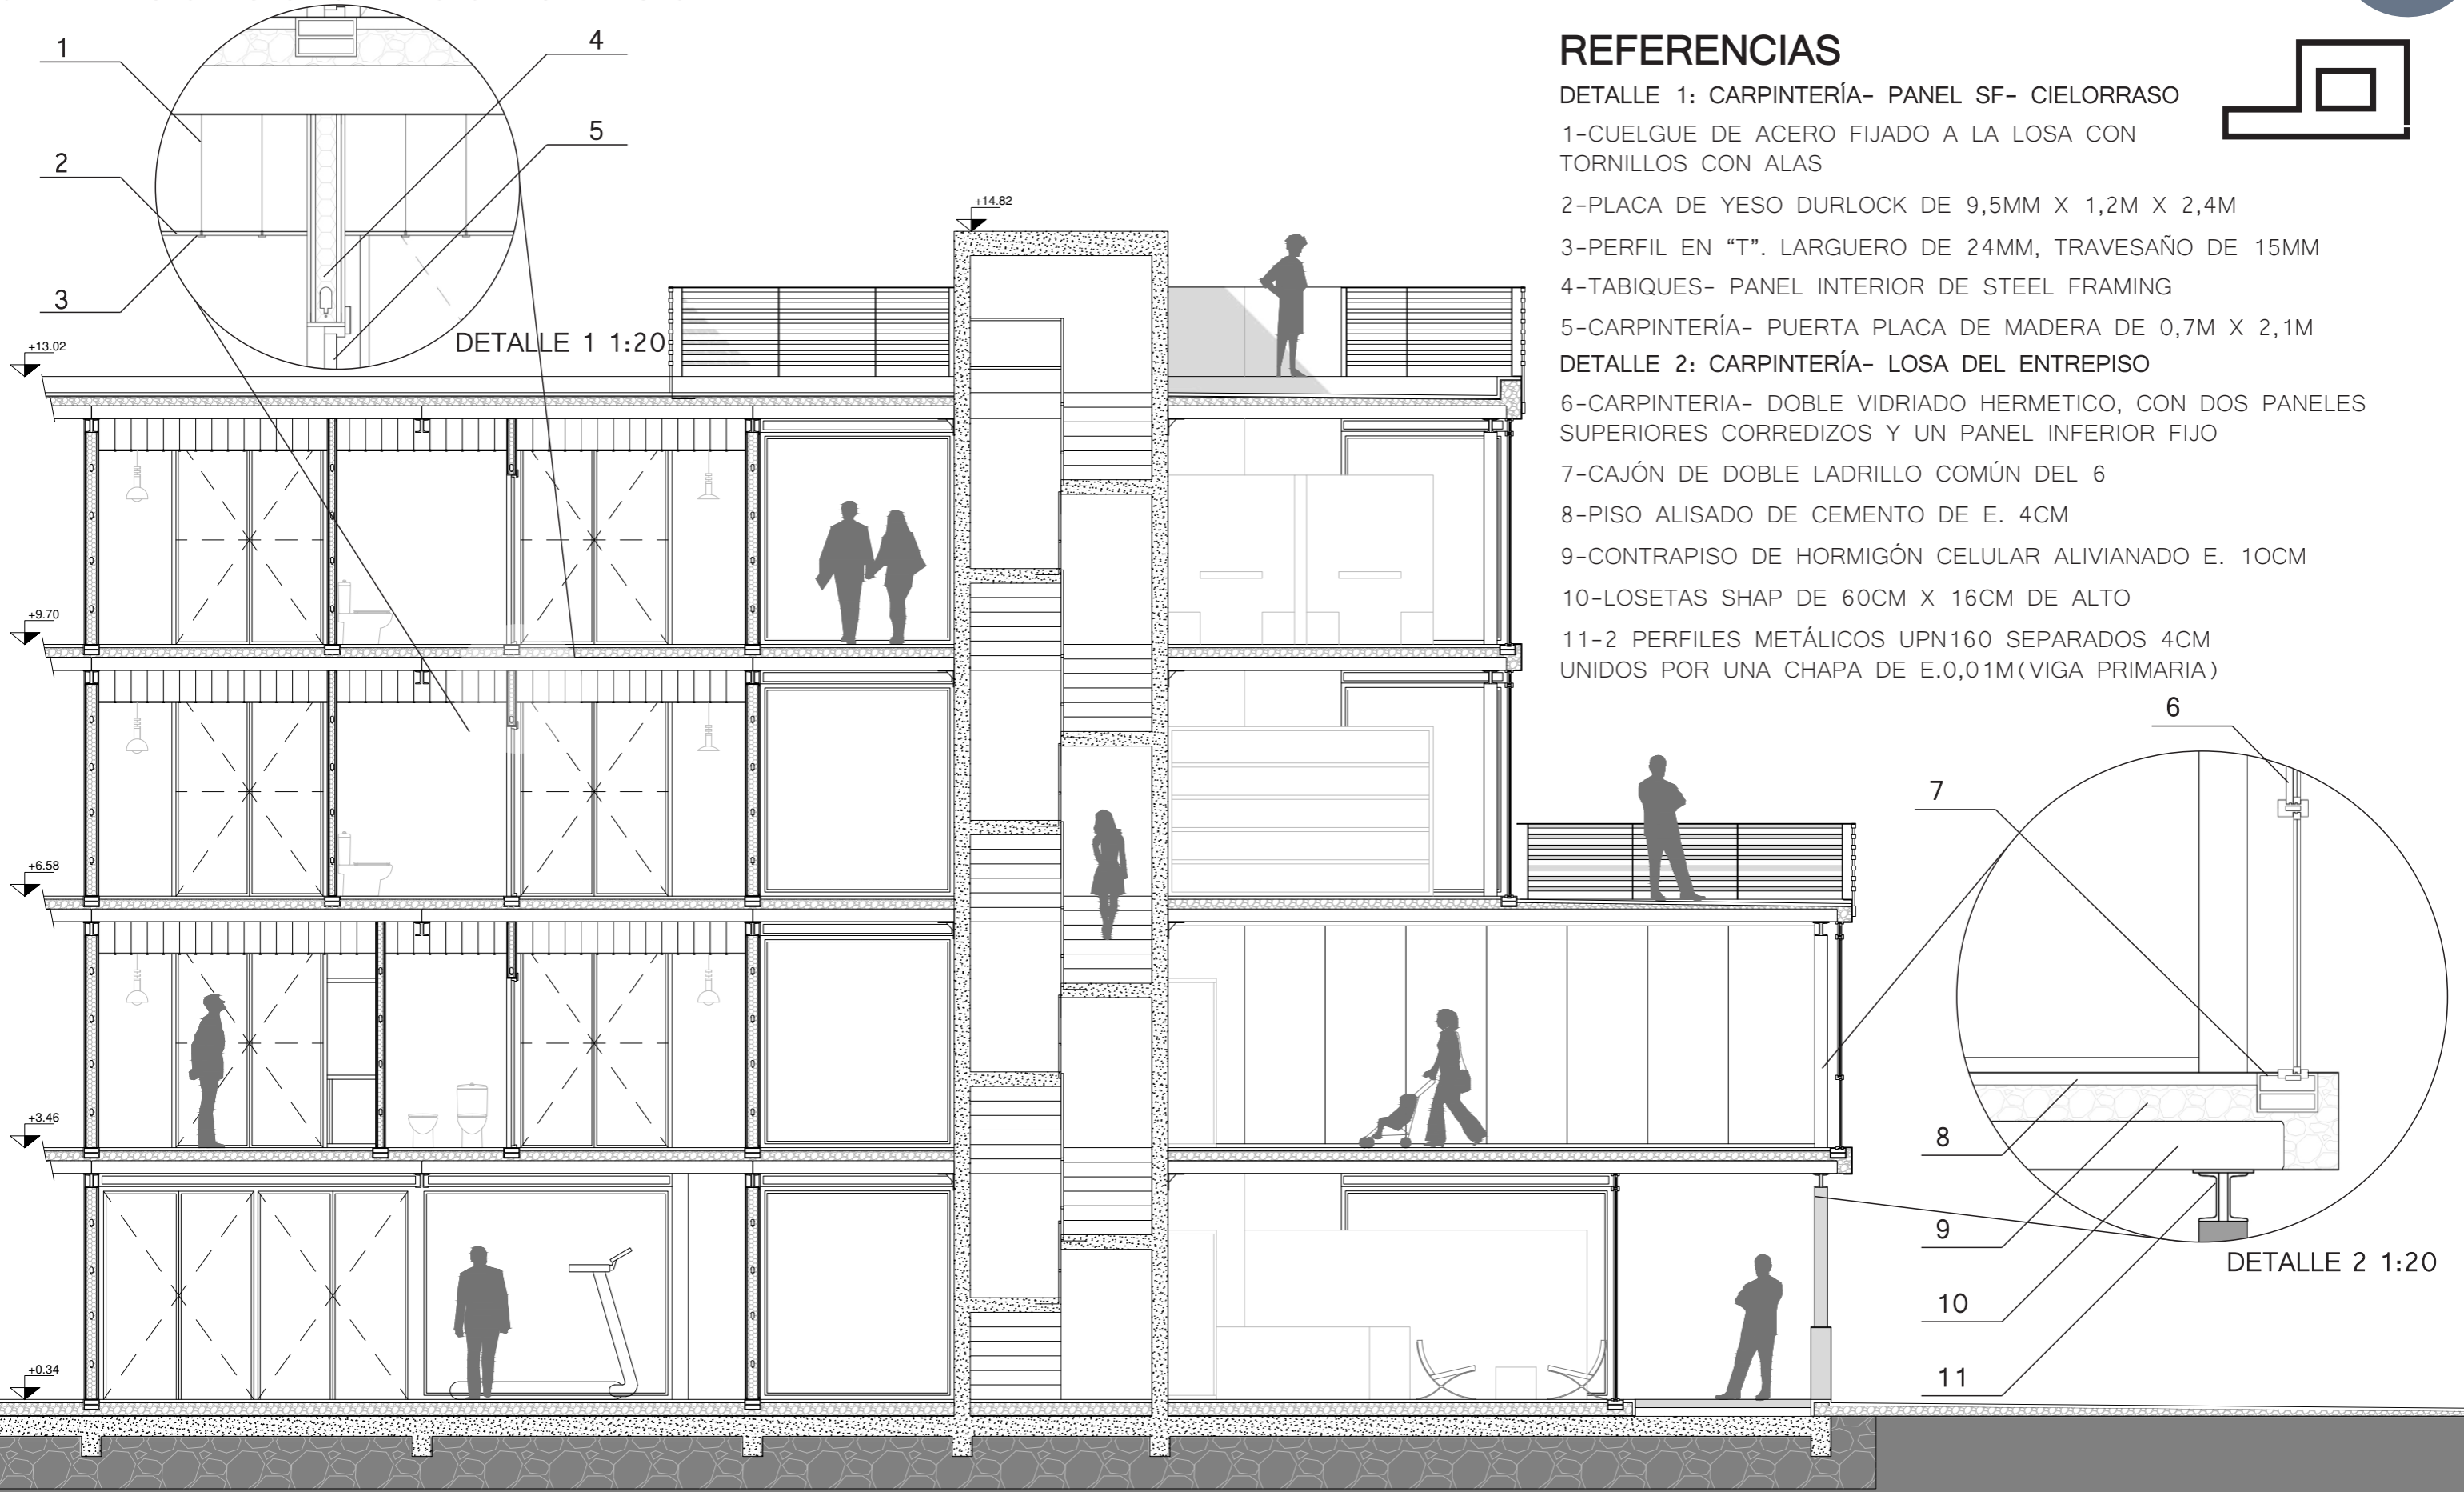 1
4
5
2
3
DETALLE 1 1:20
REFERENCIAS
DETALLE 1: CARPINTERÍA- PANEL SF- CIELORRASO
1-CUELGUE DE ACERO FIJADO A LA LOSA CON
TORNILLOS CON ALAS
2-PLACA DE YESO DURLOCK DE 9,5MM X 1,2M X 2,4M
3-PERFIL EN “T”. LARGUERO DE 24MM, TRAVESAÑO DE 15MM
4-TABIQUES- PANEL INTERIOR DE STEEL FRAMING
5-CARPINTERÍA- PUERTA PLACA DE MADERA DE 0,7M X 2,1M
DETALLE 2: CARPINTERÍA- LOSA DEL ENTREPISO
6-CARPINTERIA- DOBLE VIDRIADO HERMETICO, CON DOS PANELES
SUPERIORES CORREDIZOS Y UN PANEL INFERIOR FIJO
7-CAJÓN DE DOBLE LADRILLO COMÚN DEL 6
8-PISO ALISADO DE CEMENTO DE E. 4CM
9-CONTRAPISO DE HORMIGÓN CELULAR ALIVIANADO E. 1OCM
10-LOSETAS SHAP DE 60CM X 16CM DE ALTO
11-2 PERFILES METÁLICOS UPN160 SEPARADOS 4CM
UNIDOS POR UNA CHAPA DE E.0,01M(VIGA PRIMARIA)
+14.82
+13.02
+9.70
+6.58
+3.46
+0.34
6
7
8
9
10
11
DETALLE 2 1:20